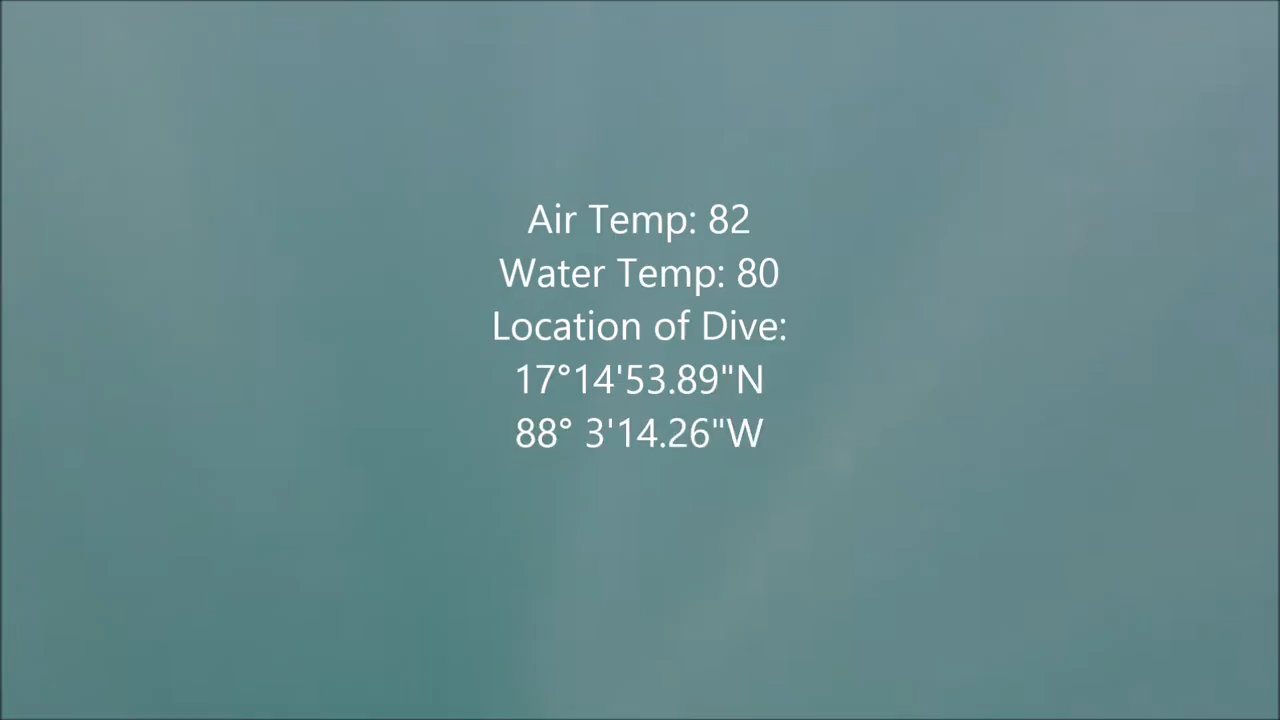 Air Temp: 82
Water Temp: 80
Location of Dive:
17°14'53.89"N
88° 3'14.26"W